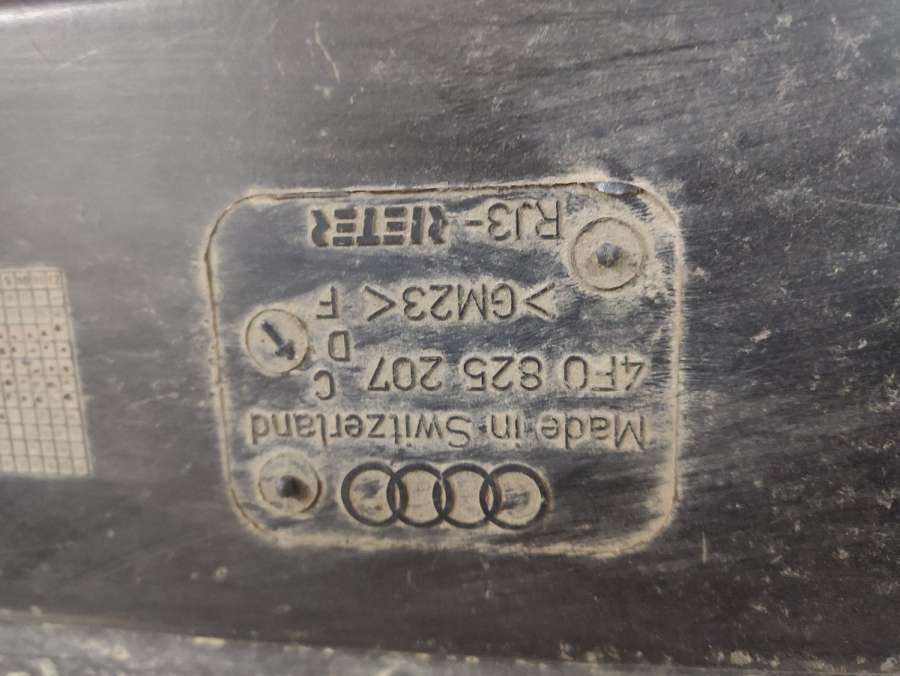 Made in Switzerland
4F0 825 207 C
D
>GM23< F
RJ3-RIETER